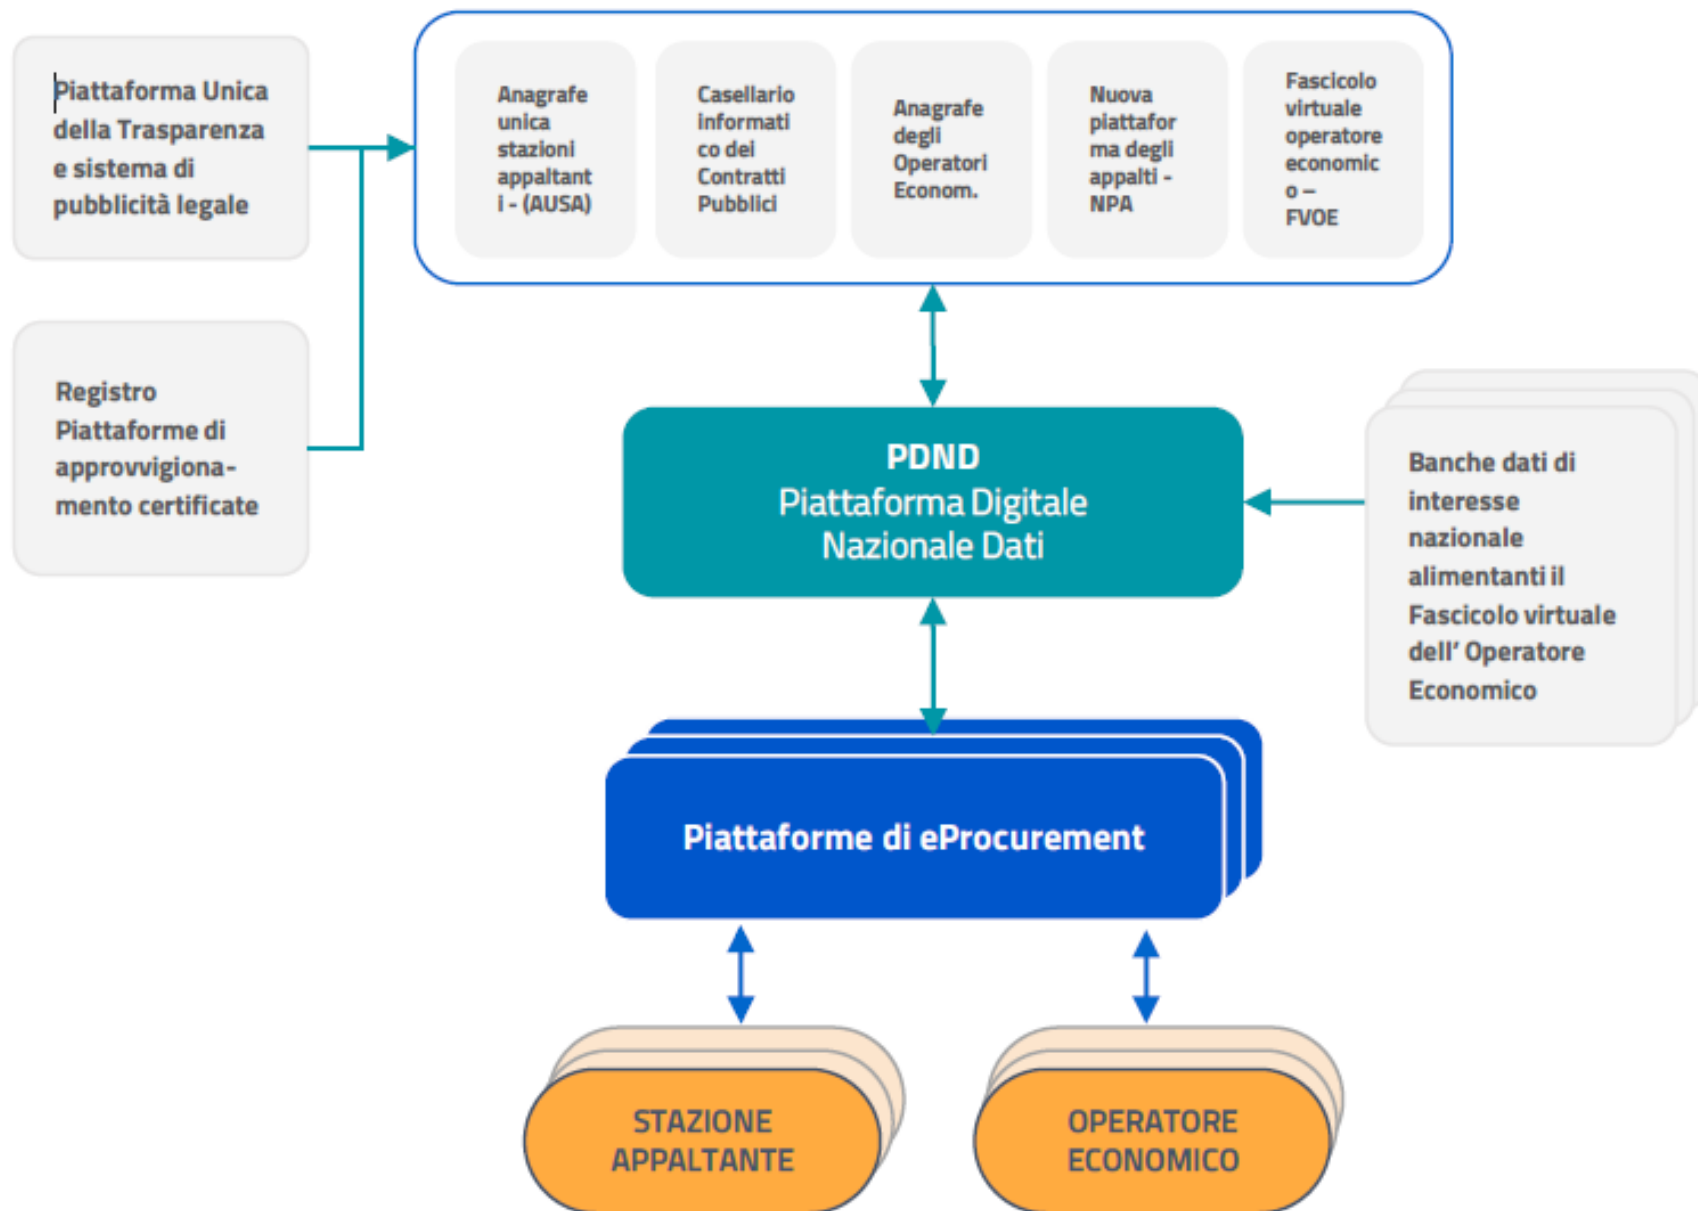 Piattaforma Unica
della Trasparenza
e sistema di
pubblicità legale
Anagrafe
unica
stazioni
appaltant
i - (AUSA)
Casellario
informati
co dei
Contratti
Pubblici
Anagrafe
degli
Operatori
Econom.
Nuova
piattafor
ma degli
appalti -
NPA
Fascicolo
virtuale
operatore
economic
o –
FVOE
Registro
Piattaforme di
approvvigiona-
mento certificate
PDND
Piattaforma Digitale
Nazionale Dati
Banche dati di
interesse
nazionale
alimentanti il
Fascicolo virtuale
dell’ Operatore
Economico
Piattaforme di eProcurement
STAZIONE
APPALTANTE
OPERATORE
ECONOMICO